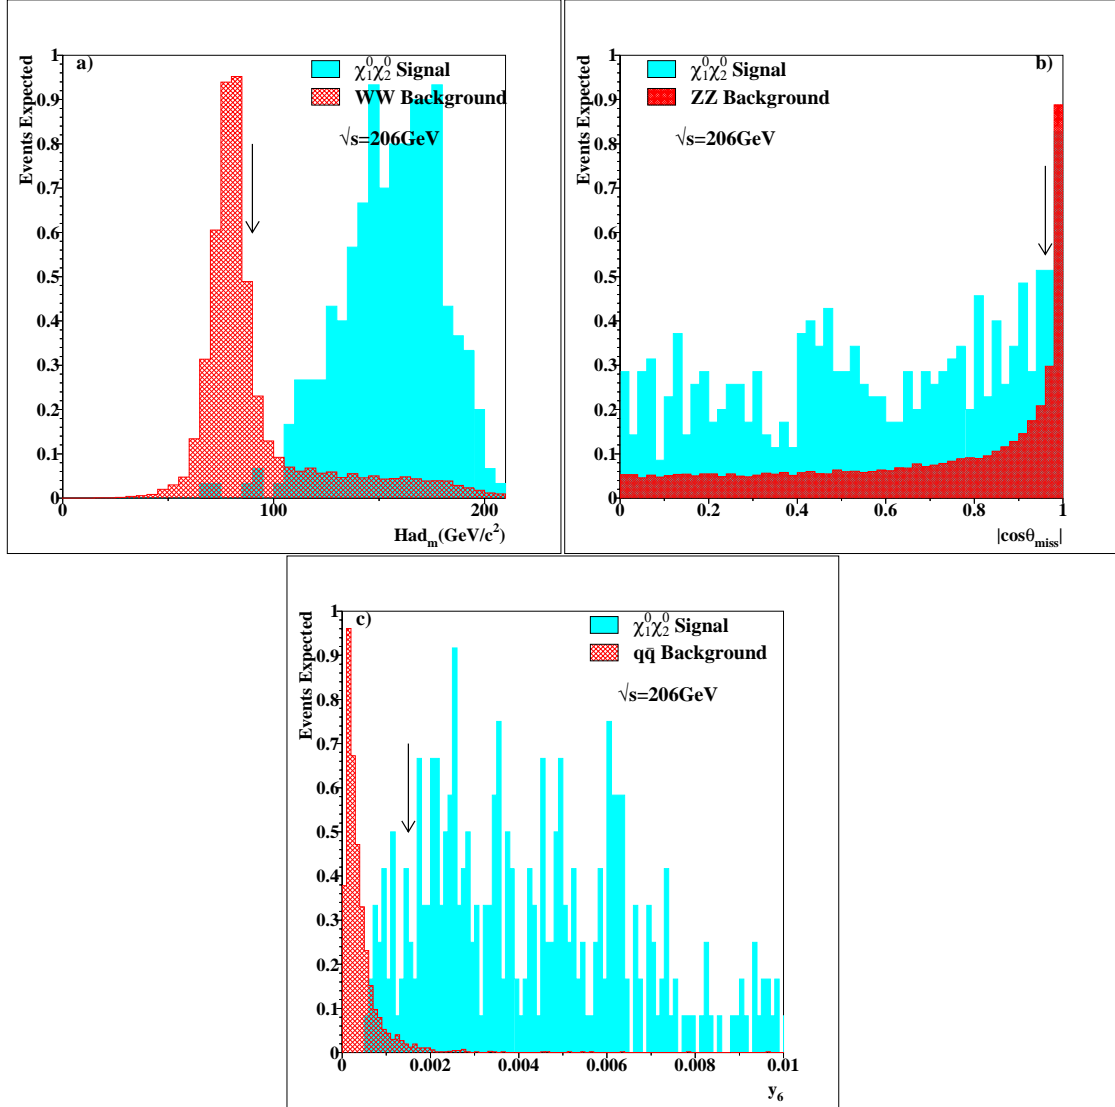 a)
χ₁⁰χ₂⁰ Signal
WW Background
√s=206GeV
Events Expected
1
0.9
0.8
0.7
0.6
0.5
0.4
0.3
0.2
0.1
0
0 100 200
Had_m(GeV/c²)
b)
χ₁⁰χ₂⁰ Signal
ZZ Background
√s=206GeV
Events Expected
1
0.9
0.8
0.7
0.6
0.5
0.4
0.3
0.2
0.1
0
0 0.2 0.4 0.6 0.8 1
|cosθ_miss|
c)
χ₁⁰χ₂⁰ Signal
qq̄ Background
√s=206GeV
Events Expected
1
0.9
0.8
0.7
0.6
0.5
0.4
0.3
0.2
0.1
0
0 0.002 0.004 0.006 0.008 0.01
y₆